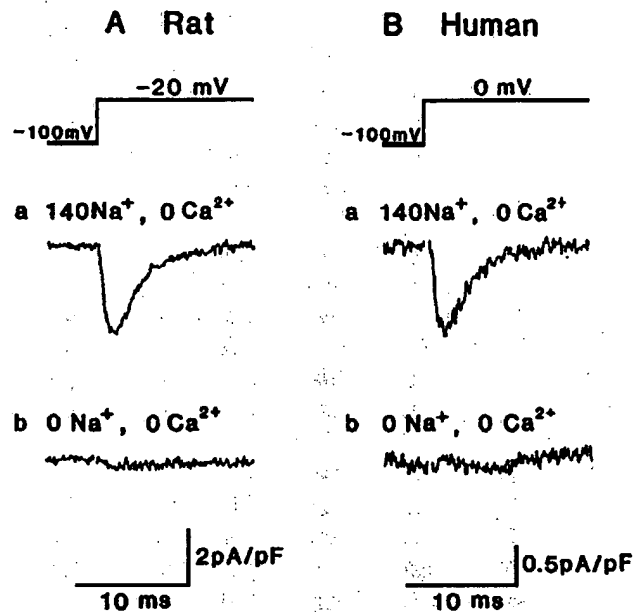 A Rat
-20 mV
-100mV
a 140Na⁺, 0 Ca²⁺
b 0 Na⁺, 0 Ca²⁺
2pA/pF
10 ms
B Human
0 mV
-100mV
a 140Na⁺, 0 Ca²⁺
b 0 Na⁺, 0 Ca²⁺
0.5pA/pF
10 ms